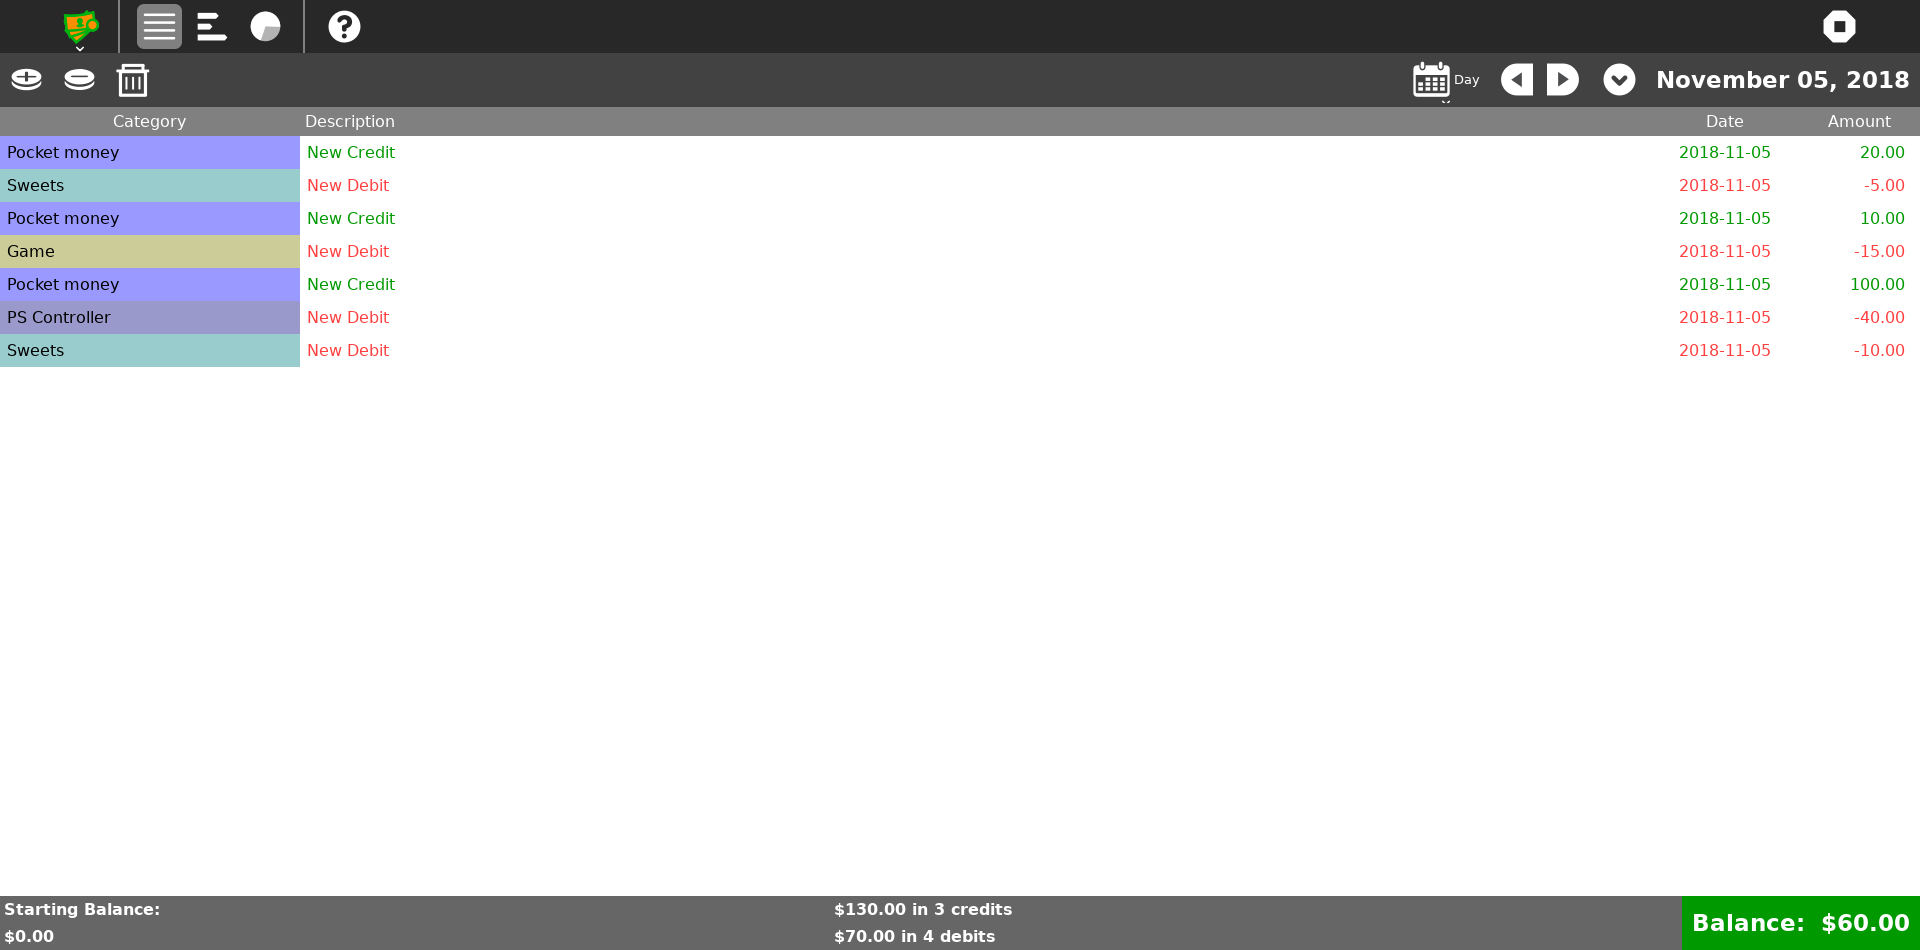 Day November 05, 2018
Category Description Date Amount
Pocket money New Credit 2018-11-05 20.00
Sweets New Debit 2018-11-05 -5.00
Pocket money New Credit 2018-11-05 10.00
Game New Debit 2018-11-05 -15.00
Pocket money New Credit 2018-11-05 100.00
PS Controller New Debit 2018-11-05 -40.00
Sweets New Debit 2018-11-05 -10.00
Starting Balance: $130.00 in 3 credits
$0.00 $70.00 in 4 debits
Balance: $60.00